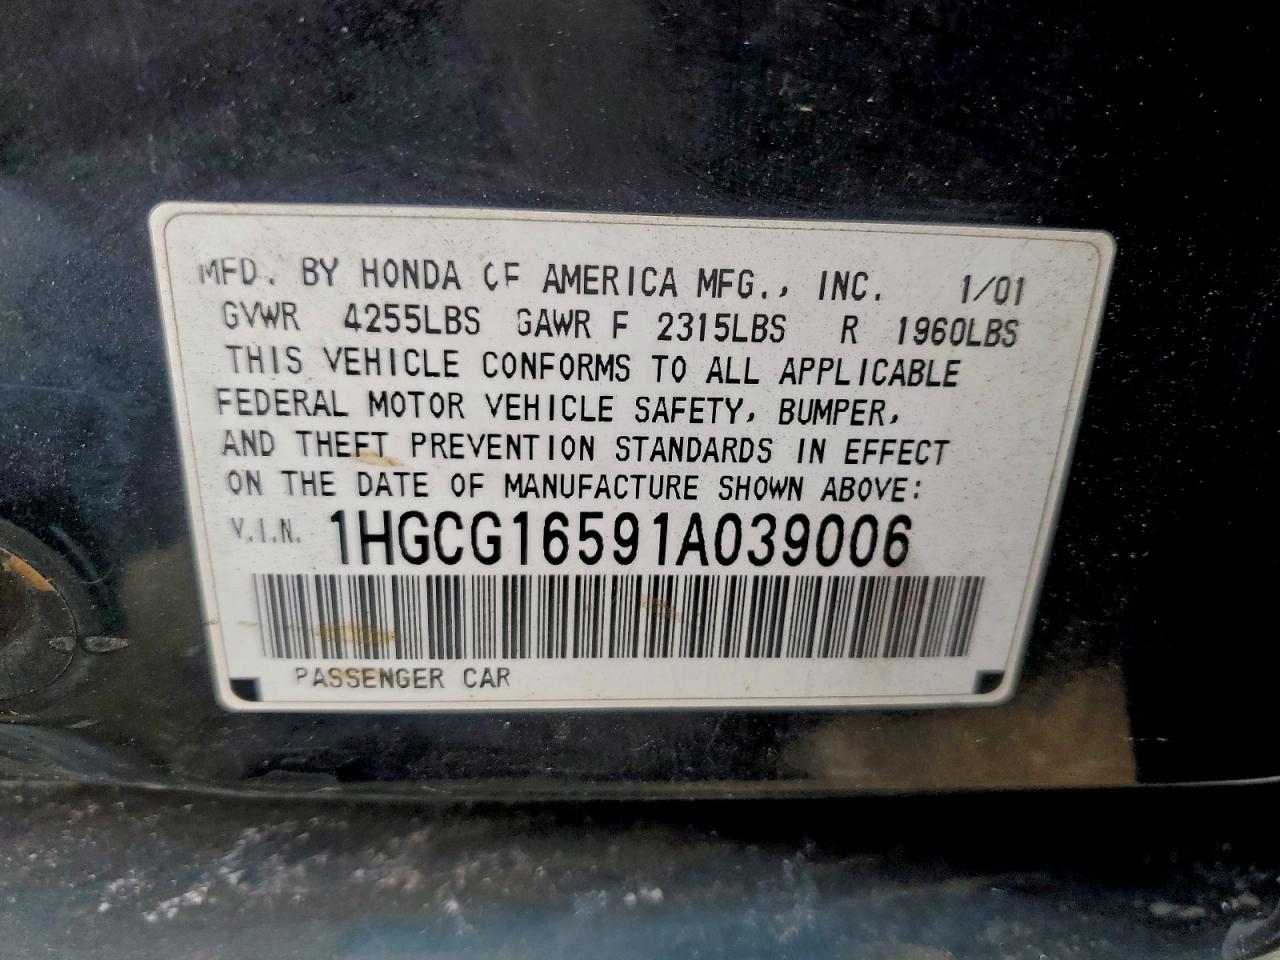 MFD. BY HONDA OF AMERICA MFG., INC. 1/01
GVWR 4255LBS GAWR F 2315LBS R 1960LBS
THIS VEHICLE CONFORMS TO ALL APPLICABLE
FEDERAL MOTOR VEHICLE SAFETY, BUMPER,
AND THEFT PREVENTION STANDARDS IN EFFECT
ON THE DATE OF MANUFACTURE SHOWN ABOVE:
V.I.N. 1HGCG16591A039006
PASSENGER CAR